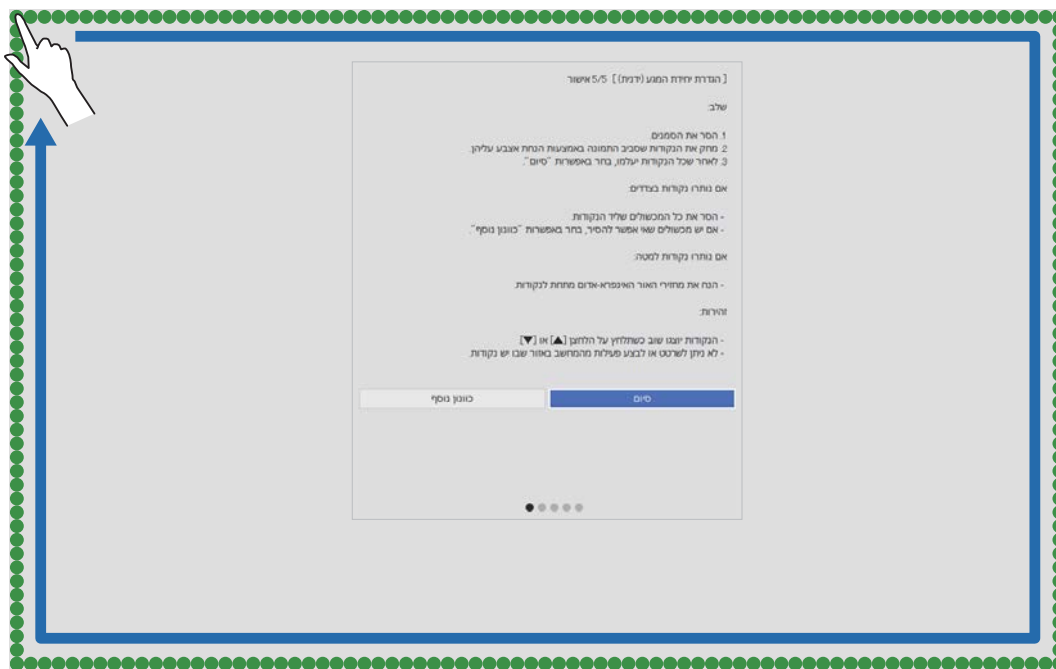 [ הגדרת יחידת המגע (ידנית) ] 5/5 אישור
שלב:
1. הסר את הסמנים.
2. מחק את הנקודות שסביב התמונה באמצעות הנחת אצבע עליהן.
3. לאחר שכל הנקודות יעלמו, בחר באפשרות "סיום".
אם נותרו נקודות בצדדים:
- הסר את כל המכשולים שליד הנקודות.
- אם יש מכשולים שאי אפשר להסיר, בחר באפשרות "כוונון נוסף".
אם נותרו נקודות למטה:
- הנח את מחזירי האור האינפרא-אדום מתחת לנקודות.
זהירות:
- הנקודות יוצגו שוב כשתלחץ על הלחצן [▲] או [▼].
- לא ניתן לשרטט או לבצע פעילות מהמחשב באזור שבו יש נקודות.
סיום
כוונון נוסף